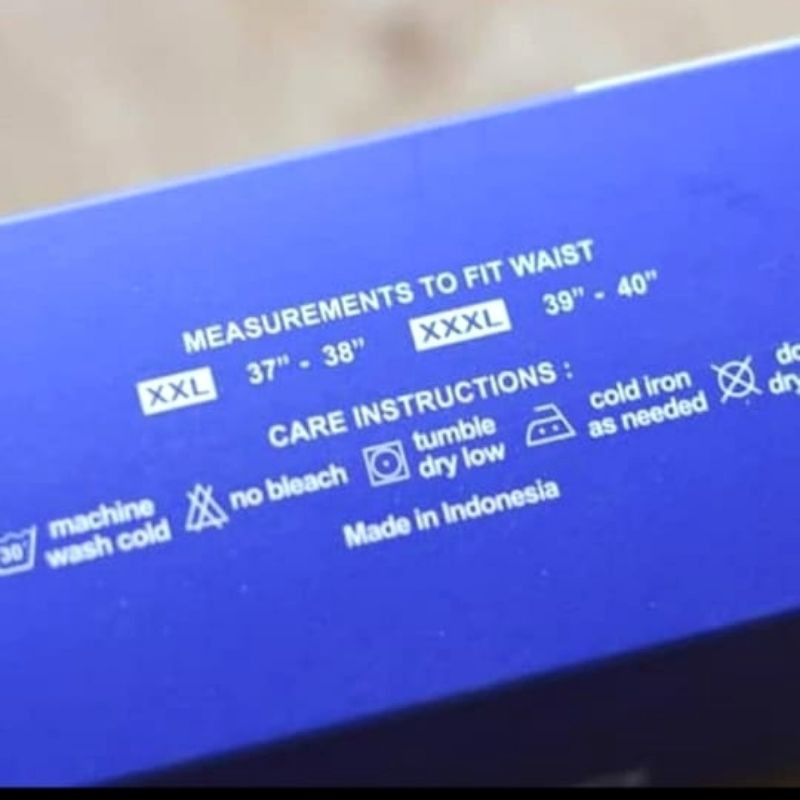 MEASUREMENTS TO FIT WAIST
XXL 37" - 38" XXXL 39" - 40"
CARE INSTRUCTIONS :
30° machine wash cold no bleach tumble dry low cold iron as needed
Made in Indonesia